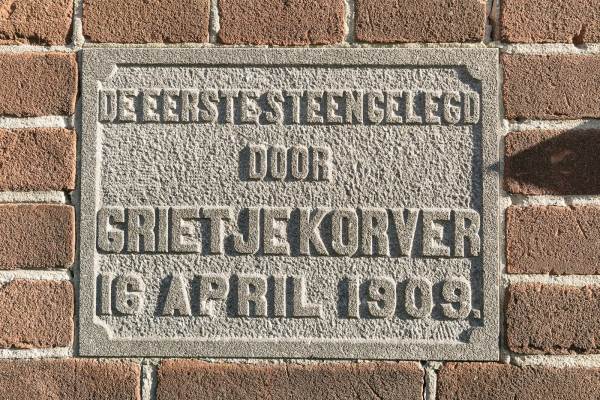 DE EERSTE STEEN GELEGD
DOOR
GRIETJE KORVER
16 APRIL 1909.